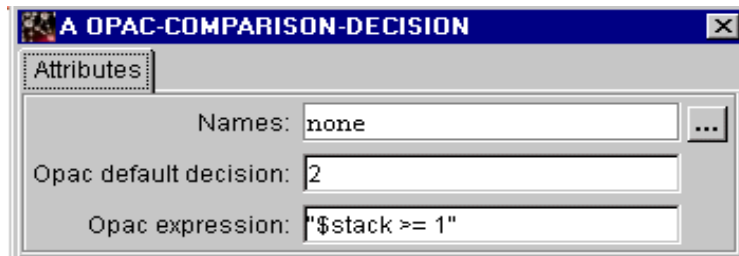 A OPAC-COMPARISON-DECISION
Attributes
Names: none ...
Opac default decision: 2
Opac expression: "$stack >= 1"